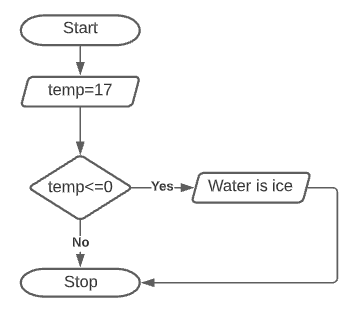 Start
temp=17
temp<=0
Yes
Water is ice
No
Stop